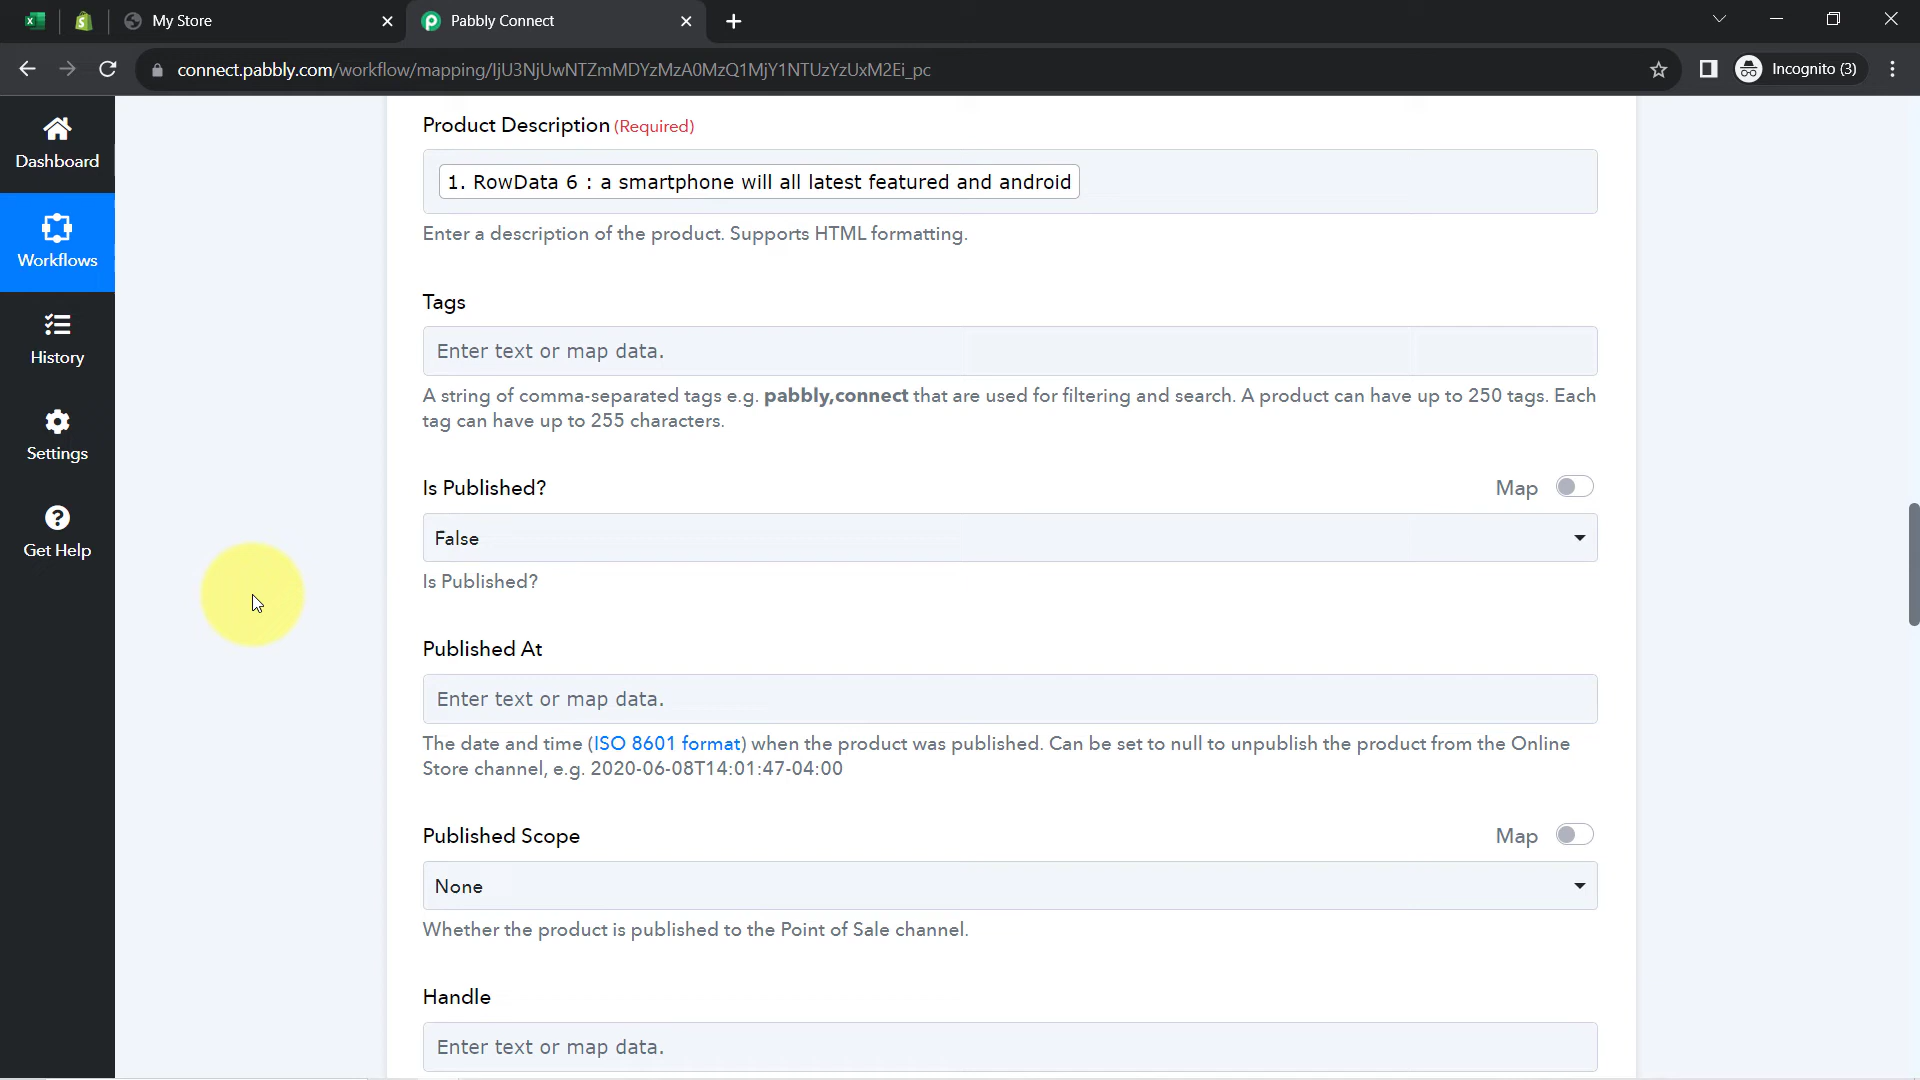 My Store
Pabbly Connect
connect.pabbly.com/workflow/mapping/IjU3NjUwNTZmMDYzMzA0MzQ1MjY1NTUzYzUxM2Ei_pc
Incognito (3)
Dashboard
Workflows
History
Settings
Get Help
Product Description (Required)
1. RowData 6 : a smartphone will all latest featured and android
Enter a description of the product. Supports HTML formatting.
Tags
Enter text or map data.
A string of comma-separated tags e.g. pabbly,connect that are used for filtering and search. A product can have up to 250 tags. Each
tag can have up to 255 characters.
Is Published?
Map
False
Is Published?
Published At
Enter text or map data.
The date and time (ISO 8601 format) when the product was published. Can be set to null to unpublish the product from the Online
Store channel, e.g. 2020-06-08T14:01:47-04:00
Published Scope
Map
None
Whether the product is published to the Point of Sale channel.
Handle
Enter text or map data.